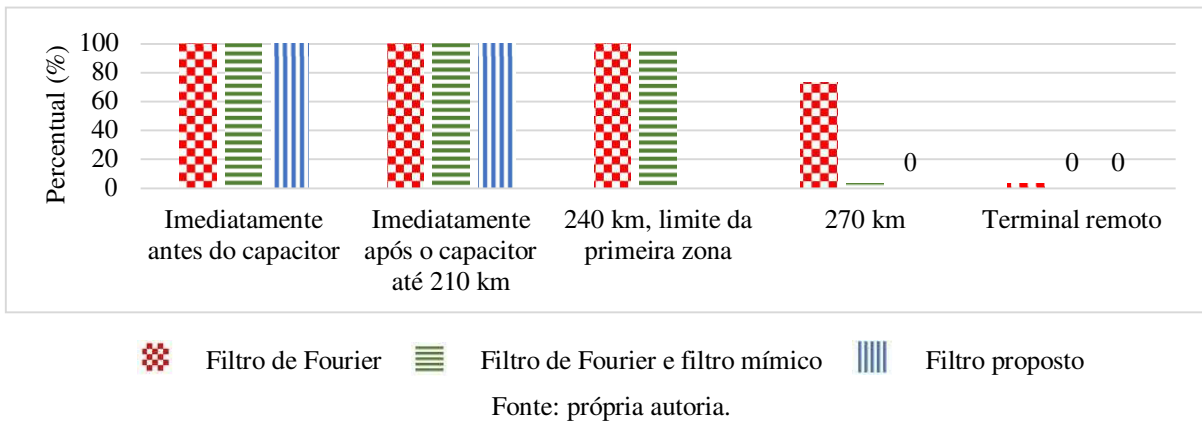 Percentual (%)
100
80
60
40
20
0
0
0
0
Imediatamente
antes do capacitor
Imediatamente
após o capacitor
até 210 km
240 km, limite da
primeira zona
270 km
Terminal remoto
Filtro de Fourier
Filtro de Fourier e filtro mímico
Filtro proposto
Fonte: própria autoria.